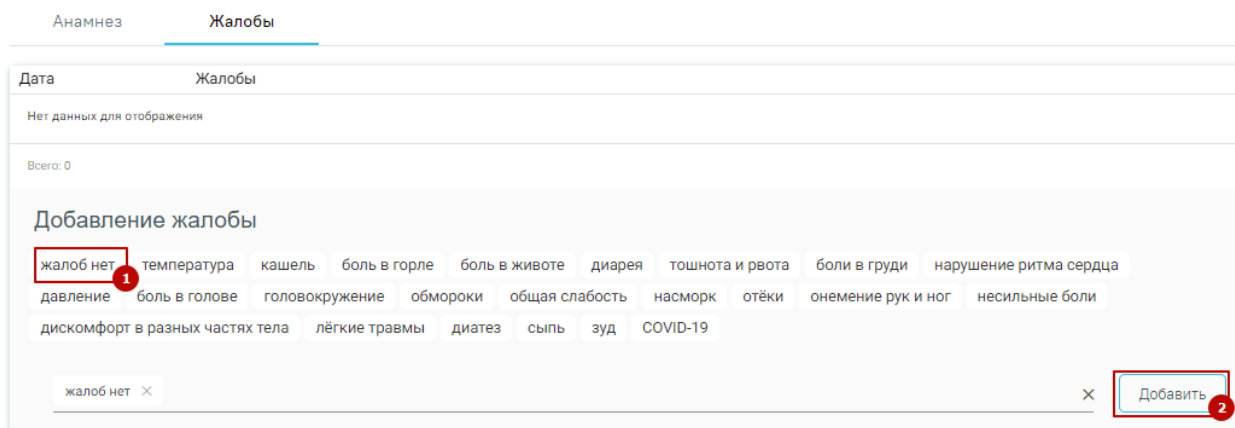 Анамнез Жалобы
Дата Жалобы
Нет данных для отображения
Всего: 0
Добавление жалобы
жалоб нет температура кашель боль в горле боль в животе диарея тошнота и рвота боли в груди нарушение ритма сердца
1
давление боль в голове головокружение обмороки общая слабость насморк отёки онемение рук и ног несильные боли
дискомфорт в разных частях тела лёгкие травмы диатез сыпь зуд COVID-19
жалоб нет × × Добавить
2